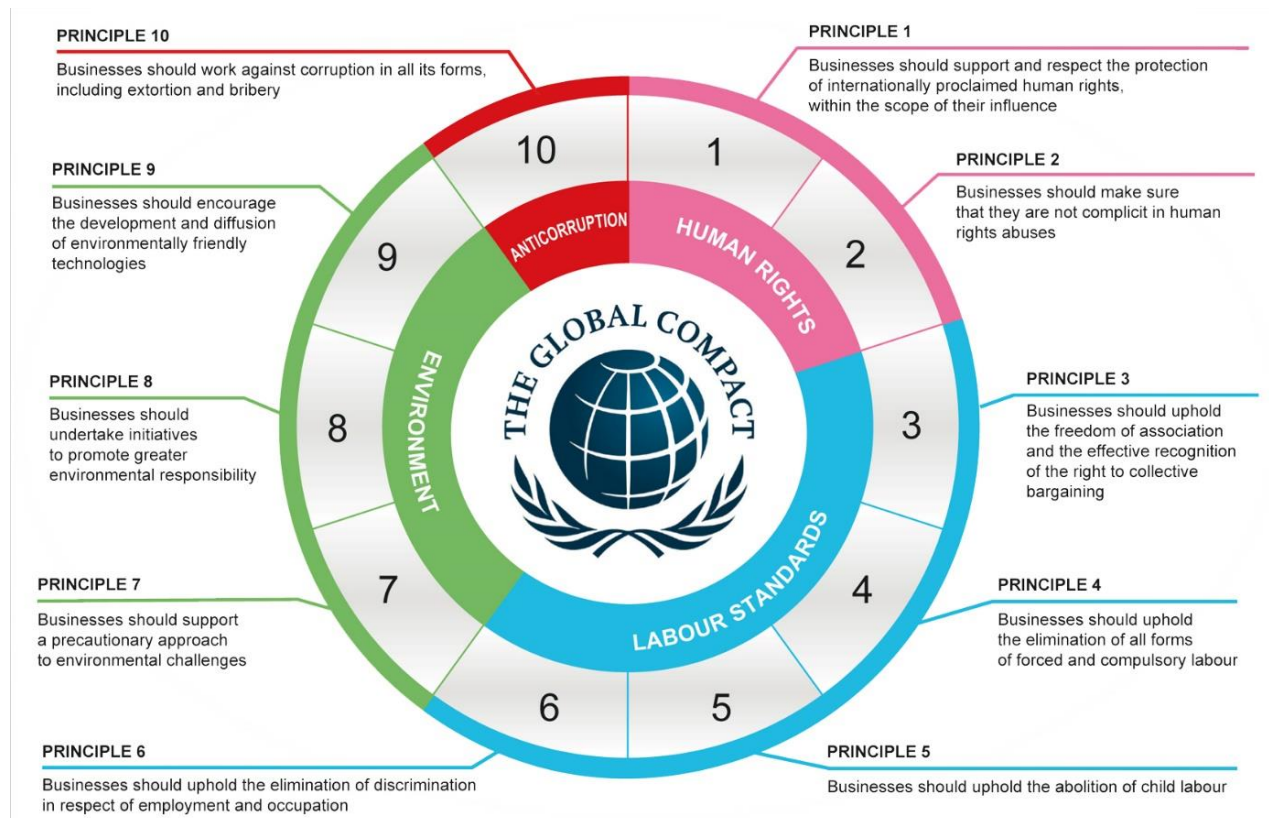 PRINCIPLE 10
Businesses should work against corruption in all its forms,
including extortion and bribery
PRINCIPLE 1
Businesses should support and respect the protection
of internationally proclaimed human rights,
within the scope of their influence
PRINCIPLE 9
Businesses should encourage
the development and diffusion
of environmentally friendly
technologies
PRINCIPLE 2
Businesses should make sure
that they are not complicit in human
rights abuses
PRINCIPLE 8
Businesses should
undertake initiatives
to promote greater
environmental responsibility
PRINCIPLE 3
Businesses should uphold
the freedom of association
and the effective recognition
of the right to collective
bargaining
PRINCIPLE 7
Businesses should support
a precautionary approach
to environmental challenges
PRINCIPLE 4
Businesses should uphold
the elimination of all forms
of forced and compulsory labour
PRINCIPLE 6
Businesses should uphold the elimination of discrimination
in respect of employment and occupation
PRINCIPLE 5
Businesses should uphold the abolition of child labour
10
1
2
3
4
5
6
7
8
9
ANTICORRUPTION
HUMAN RIGHTS
LABOUR STANDARDS
ENVIRONMENT
THE GLOBAL COMPACT